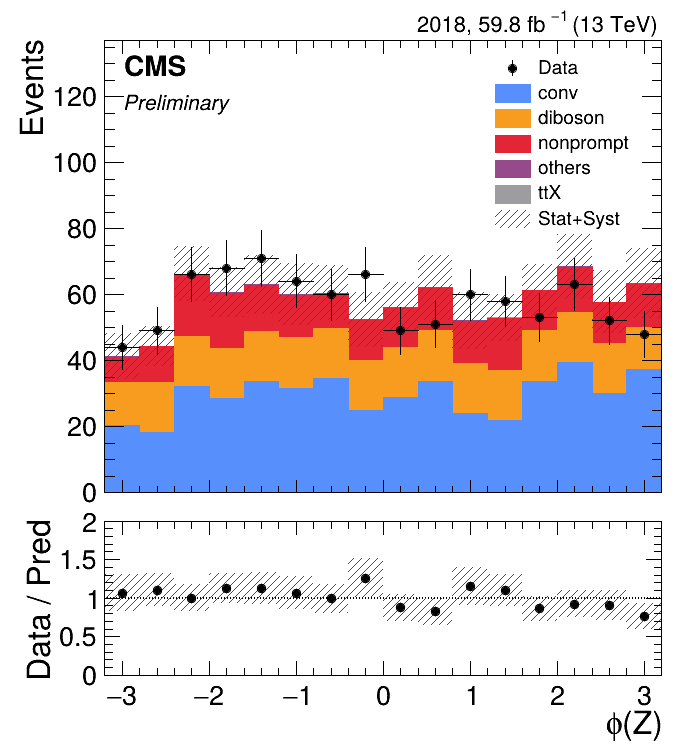 2018, 59.8 fb⁻¹ (13 TeV)
CMS
Preliminary
Events
Data
conv
diboson
nonprompt
others
ttX
Stat+Syst
120
100
80
60
40
20
0
Data / Pred
2
1.5
1
0.5
0
−3 −2 −1 0 1 2 3
ϕ(Z)